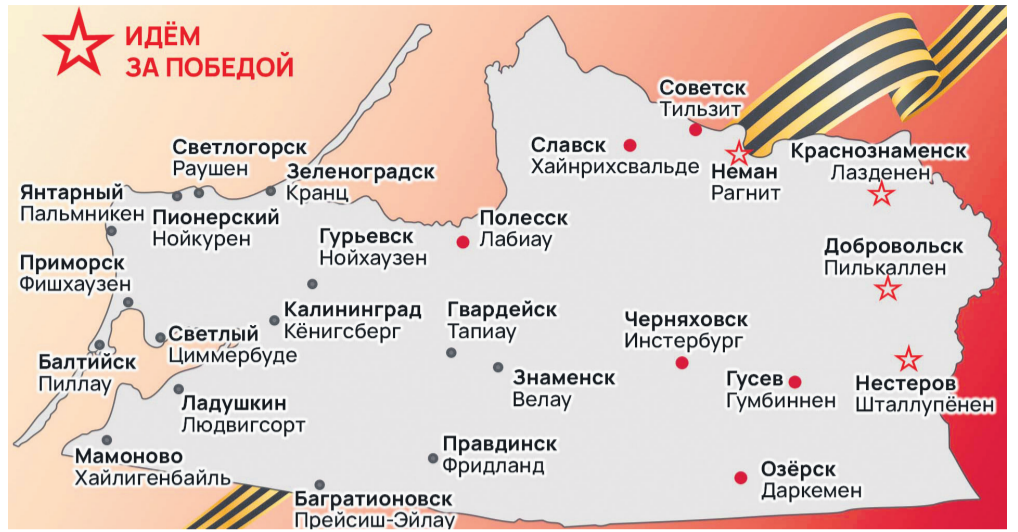 ИДЁМ
ЗА ПОБЕДОЙ
Советск
Тильзит
Славск
Хайнрихсвальде
Неман
Рагнит
Краснознаменск
Лазденен
Светлогорск
Раушен
Зеленоградск
Кранц
Янтарный
Пальмникен
Пионерский
Нойкурен
Полесск
Лабиау
Гурьевск
Нойхаузен
Добровольск
Пилькаллен
Приморск
Фишхаузен
Калининград
Кёнигсберг
Гвардейск
Тапиау
Черняховск
Инстербург
Светлый
Циммербуде
Балтийск
Пиллау
Знаменск
Велау
Гусев
Гумбиннен
Нестеров
Шталлупёнен
Ладушкин
Людвигсорт
Мамоново
Хайлигенбайль
Правдинск
Фридланд
Озёрск
Даркемен
Багратионовск
Прейсиш-Эйлау